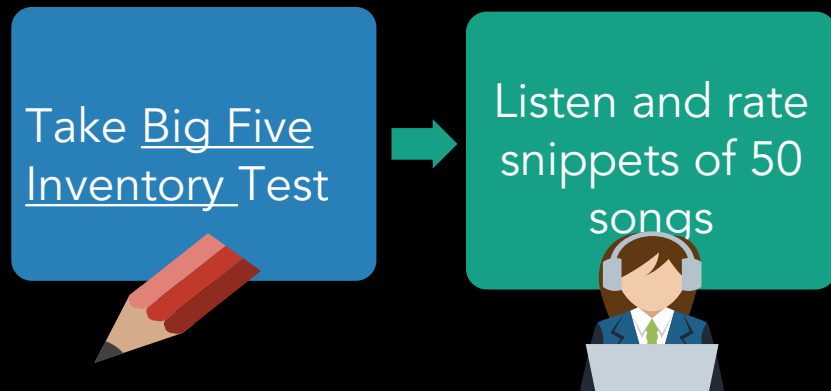 Take Big Five
Inventory Test
Listen and rate
snippets of 50
songs